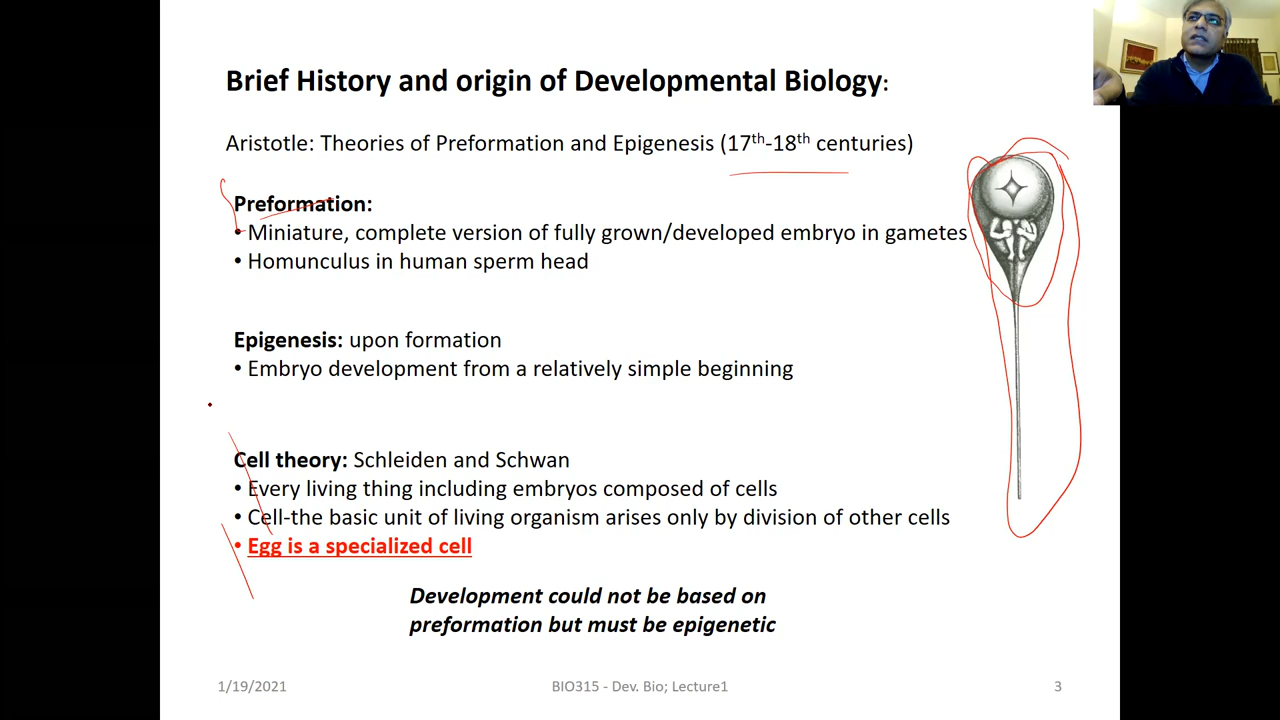 Brief History and origin of Developmental Biology:
Aristotle: Theories of Preformation and Epigenesis (17th-18th centuries)
Preformation:
• Miniature, complete version of fully grown/developed embryo in gametes
• Homunculus in human sperm head
Epigenesis: upon formation
• Embryo development from a relatively simple beginning
Cell theory: Schleiden and Schwan
• Every living thing including embryos composed of cells
• Cell-the basic unit of living organism arises only by division of other cells
• Egg is a specialized cell
Development could not be based on
preformation but must be epigenetic
1/19/2021
BIO315 - Dev. Bio; Lecture1
3